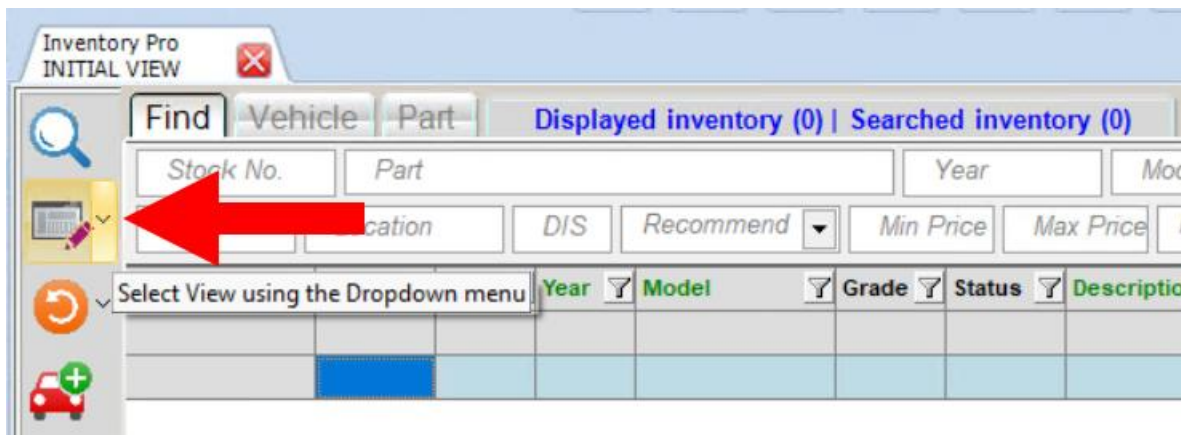 Inventory Pro
INITIAL VIEW
Find Vehicle Part Displayed inventory (0) | Searched inventory (0)
Stock No. Part Year
DIS Recommend Min Price Max Price
Select View using the Dropdown menu Year Model Grade Status